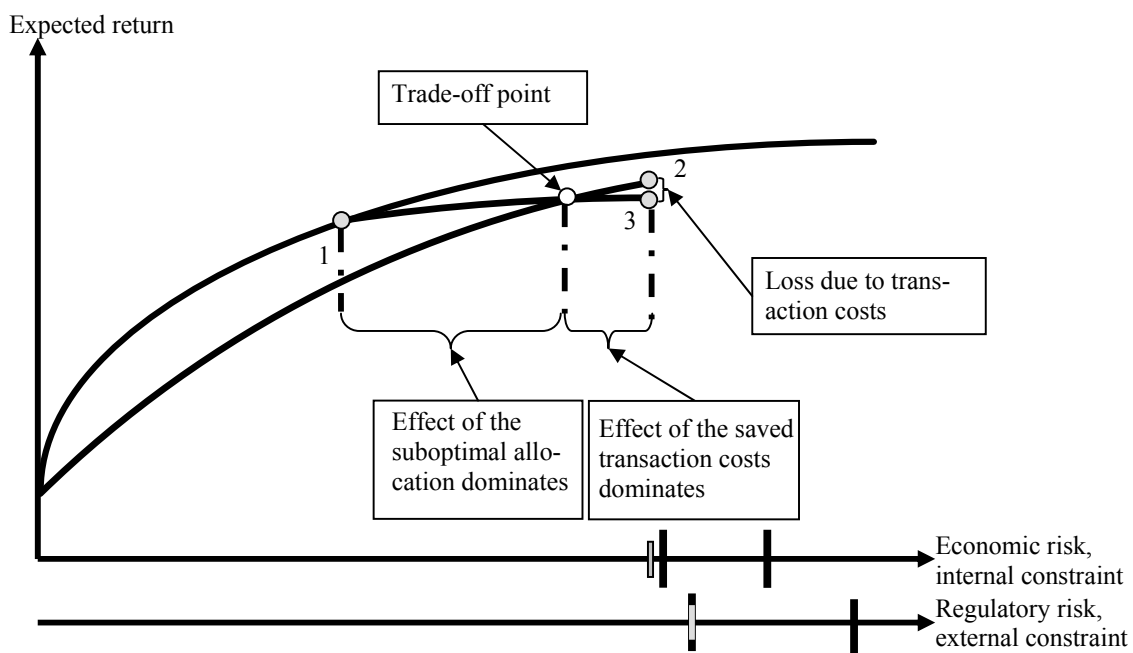 Expected return
Trade-off point
2
1
3
Loss due to trans-
action costs
Effect of the
suboptimal allo-
cation dominates
Effect of the saved
transaction costs
dominates
Economic risk,
internal constraint
Regulatory risk,
external constraint